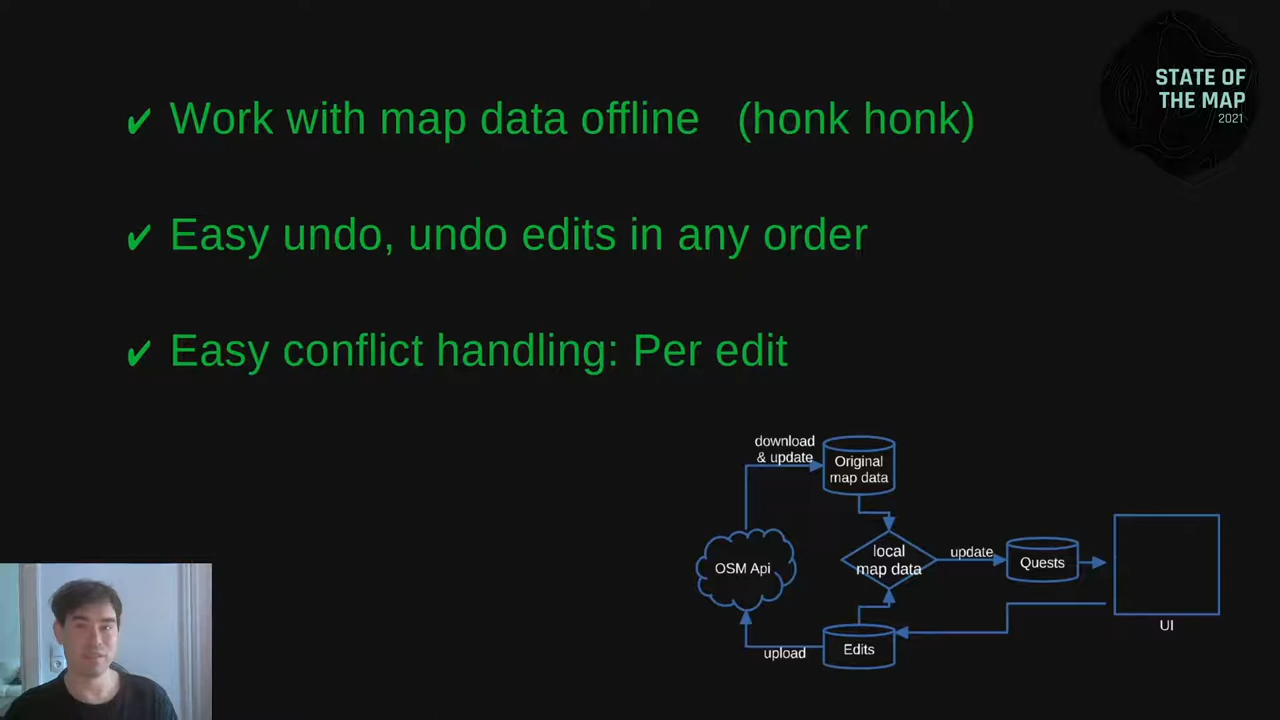 STATE OF
THE MAP
2021
✔ Work with map data offline (honk honk)
✔ Easy undo, undo edits in any order
✔ Easy conflict handling: Per edit
download
& update
Original
map data
OSM Api
local
map data
update
Quests
UI
Edits
upload